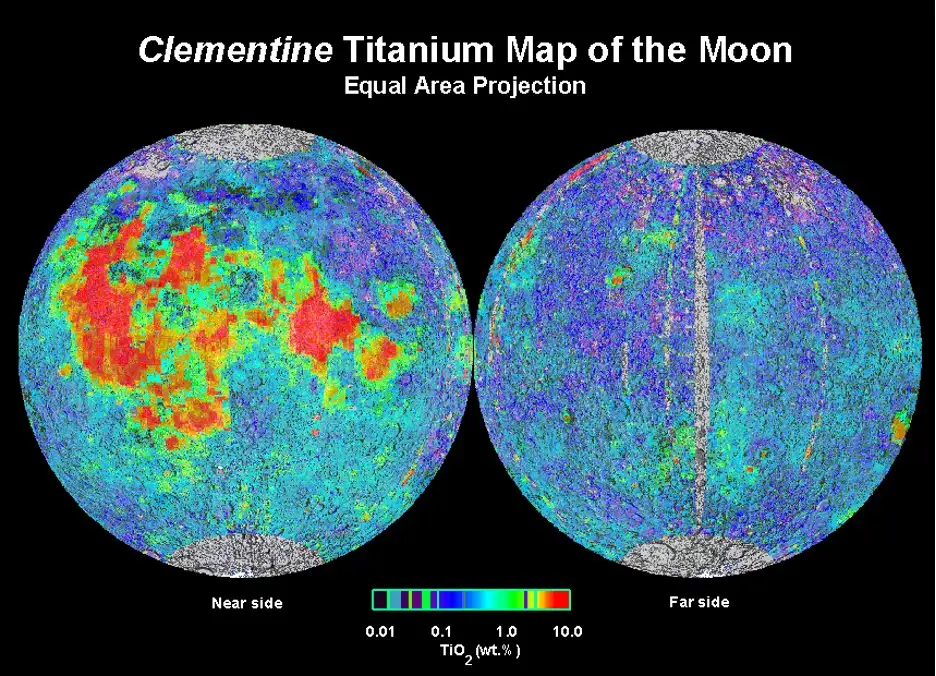 Clementine Titanium Map of the Moon
Equal Area Projection
Near side
Far side
0.01 0.1 1.0 10.0
TiO2 (wt.%)